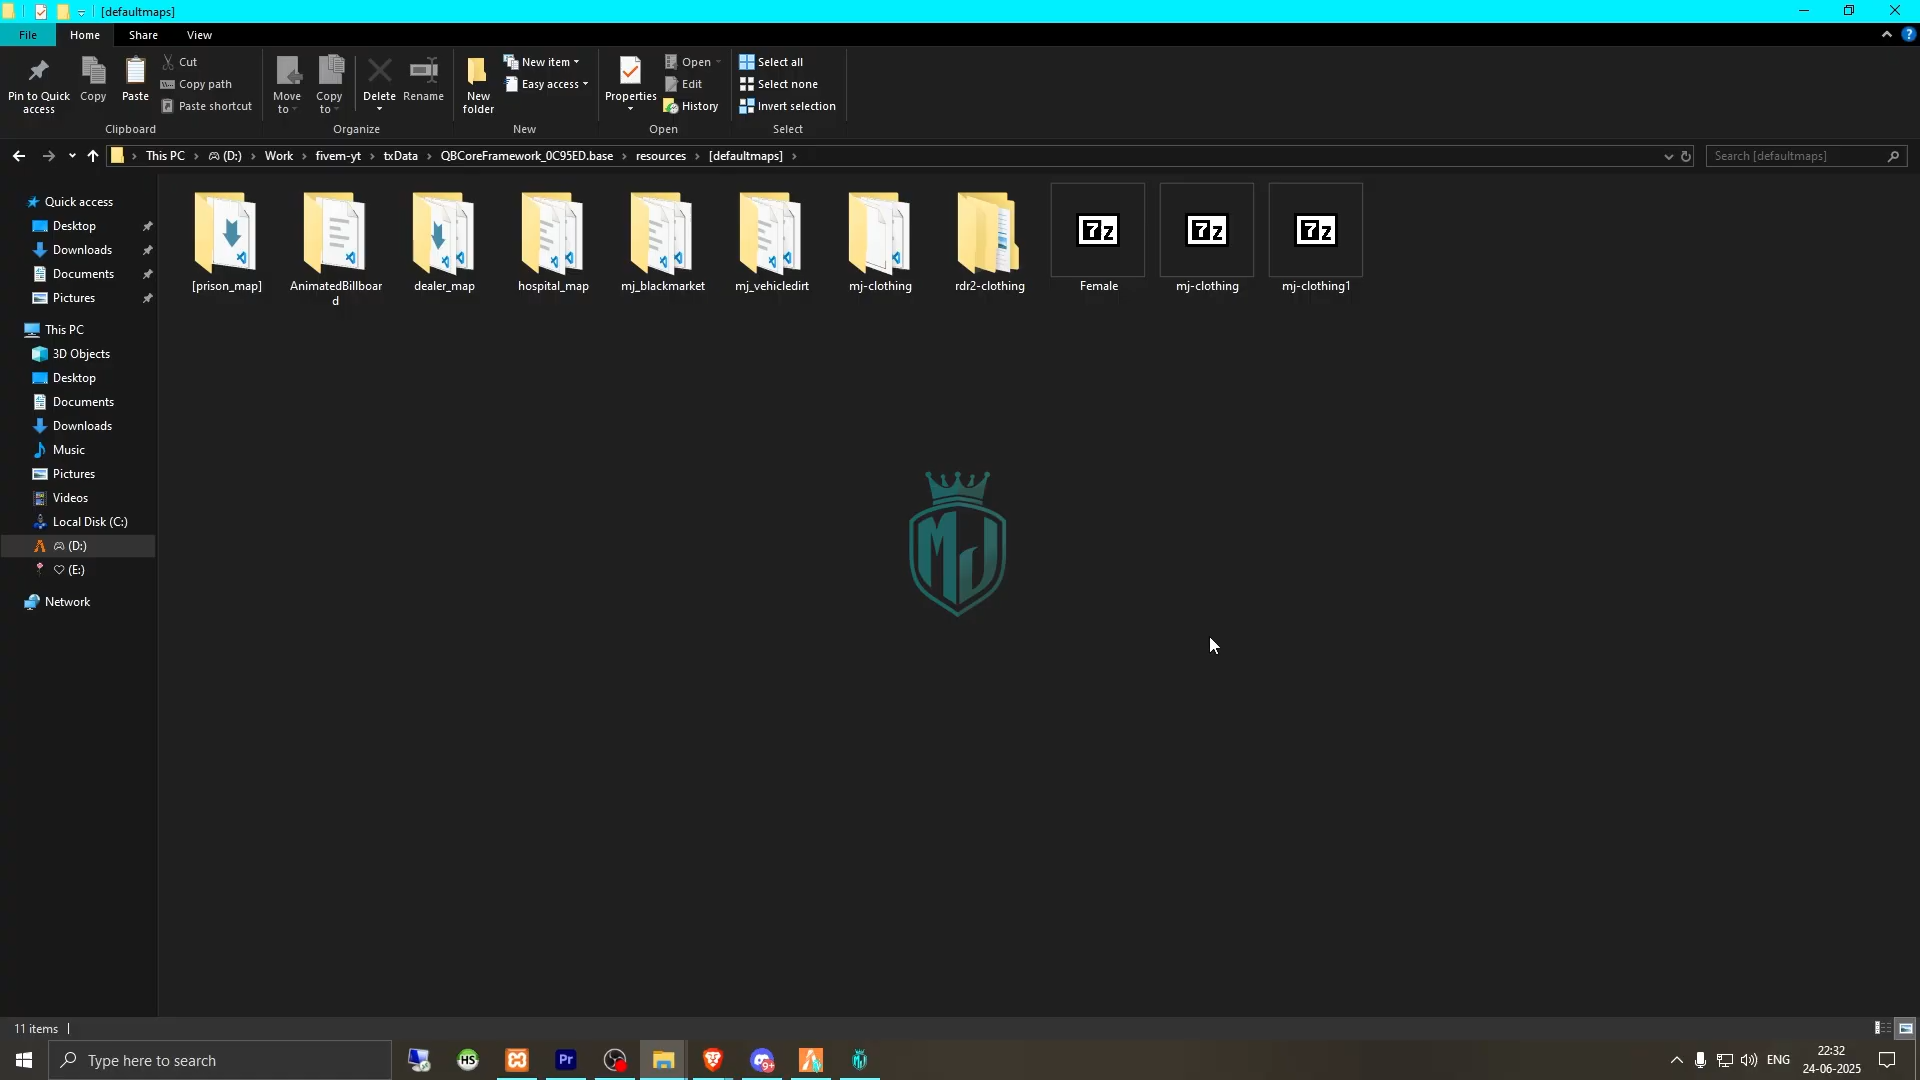 [defaultmaps]
File
Home
Share
View
Pin to Quick
access
Copy
Paste
Cut
Copy path
Paste shortcut
Clipboard
Move
to
Copy
to
Delete
Rename
Organize
New
folder
New item
Easy access
New
Properties
Open
Edit
History
Open
Select all
Select none
Invert selection
Select
This PC
(D:)
Work
fivem-yt
txData
QBCoreFramework_0C95ED.base
resources
[defaultmaps]
Search [defaultmaps]
Quick access
Desktop
Downloads
Documents
Pictures
This PC
3D Objects
Desktop
Documents
Downloads
Music
Pictures
Videos
Local Disk (C:)
(D:)
(E:)
Network
[prison_map]
AnimatedBillboar
d
dealer_map
hospital_map
mj_blackmarket
mj_vehicledirt
mj-clothing
rdr2-clothing
7z
Female
7z
mj-clothing
7z
mj-clothing1
MJ
11 items
Type here to search
HS
Pr
9+
ENG
22:32
24-06-2025